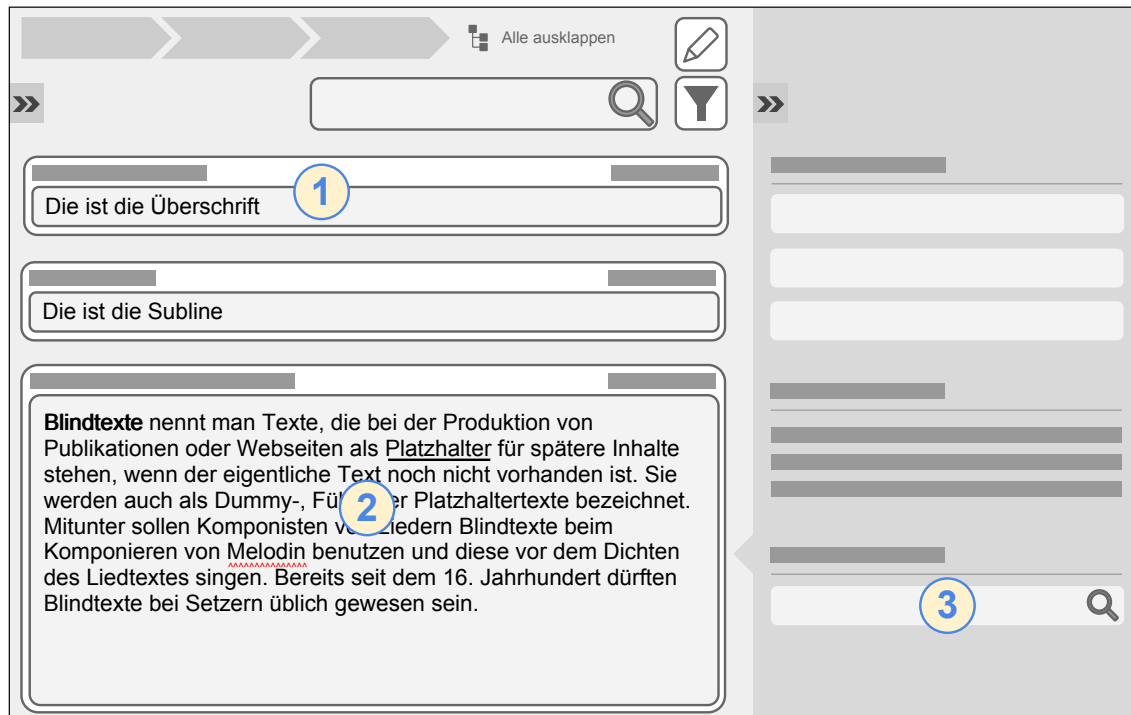 Alle ausklappen
1
Die ist die Überschrift
Die ist die Subline
Blindtexte nennt man Texte, die bei der Produktion von
Publikationen oder Webseiten als Platzhalter für spätere Inhalte
stehen, wenn der eigentliche Text noch nicht vorhanden ist. Sie
werden auch als Dummy-, Platzhaltertexte bezeichnet.
2
Mitunter sollen Komponisten Liedern Blindtexte beim
Komponieren von Melodin benutzen und diese vor dem Dichten
des Liedtextes singen. Bereits seit dem 16. Jahrhundert dürften
Blindtexte bei Setzern üblich gewesen sein.
3